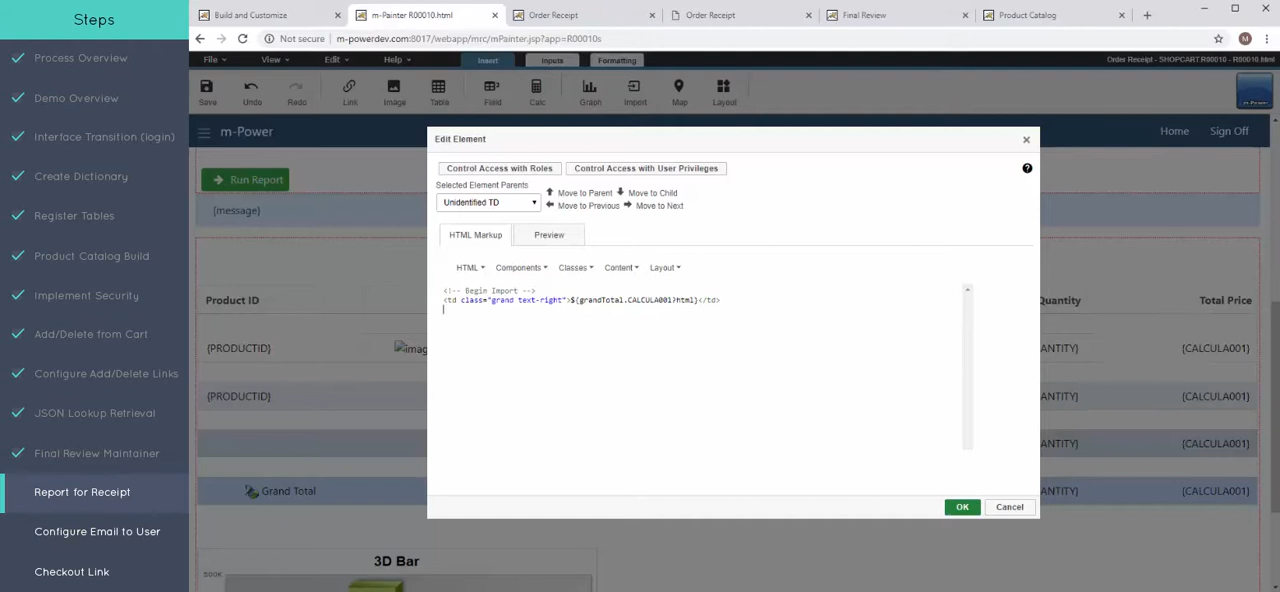 Steps
Process Overview
Demo Overview
Interface Transition (login)
Create Dictionary
Register Tables
Product Catalog Build
Implement Security
Add/Delete from Cart
Configure Add/Delete Links
JSON Lookup Retrieval
Final Review Maintainer
Report for Receipt
Configure Email to User
Checkout Link
Build and Customize
m-Painter R00010.html
Order Receipt
Order Receipt
Final Review
Product Catalog
Not secure
m-powerdev.com:8017/webapp/mrc/mPainter.jsp?app=R00010s
M
File View Edit Help Insert Inputs Formatting
Order Receipt - SHOPCART.R00010 - R00010.html
Save Undo Redo Link Image Table Field Calc Graph Import Map Layout
m-Power
Home Sign Off
Run Report
{message}
Product ID
Quantity Total Price
{PRODUCTID}
ANTITY} {CALCULA001}
{PRODUCTID}
ANTITY} {CALCULA001}
ANTITY} {CALCULA001}
Grand Total
ANTITY} {CALCULA001}
3D Bar
Edit Element
Control Access with Roles Control Access with User Privileges
Selected Element Parents
Unidentified TD
Move to Parent Move to Child
Move to Previous Move to Next
HTML Markup Preview
HTML Components Classes Content Layout
<!-- Begin Import -->
<td class="grand text-right">${grandTotal.CALCULA001?html}</td>
OK Cancel